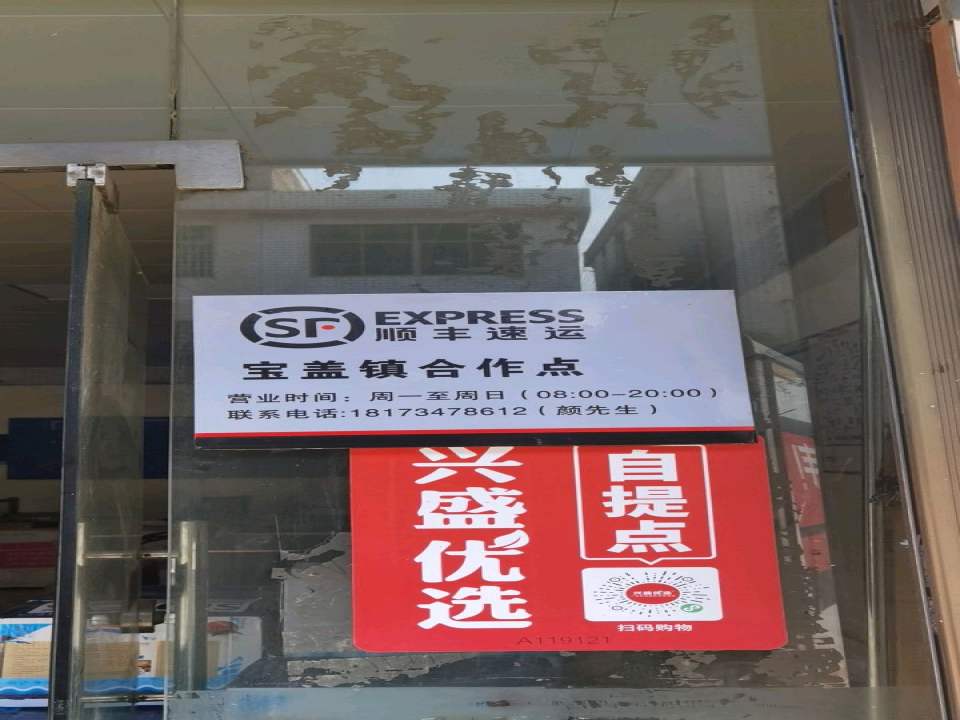 SF EXPRESS
顺丰速运
宝盖镇合作点
营业时间：周一至周日（08:00-20:00）
联系电话:18173478612（颜先生）
兴盛优选
自提点
扫码购物
A119121